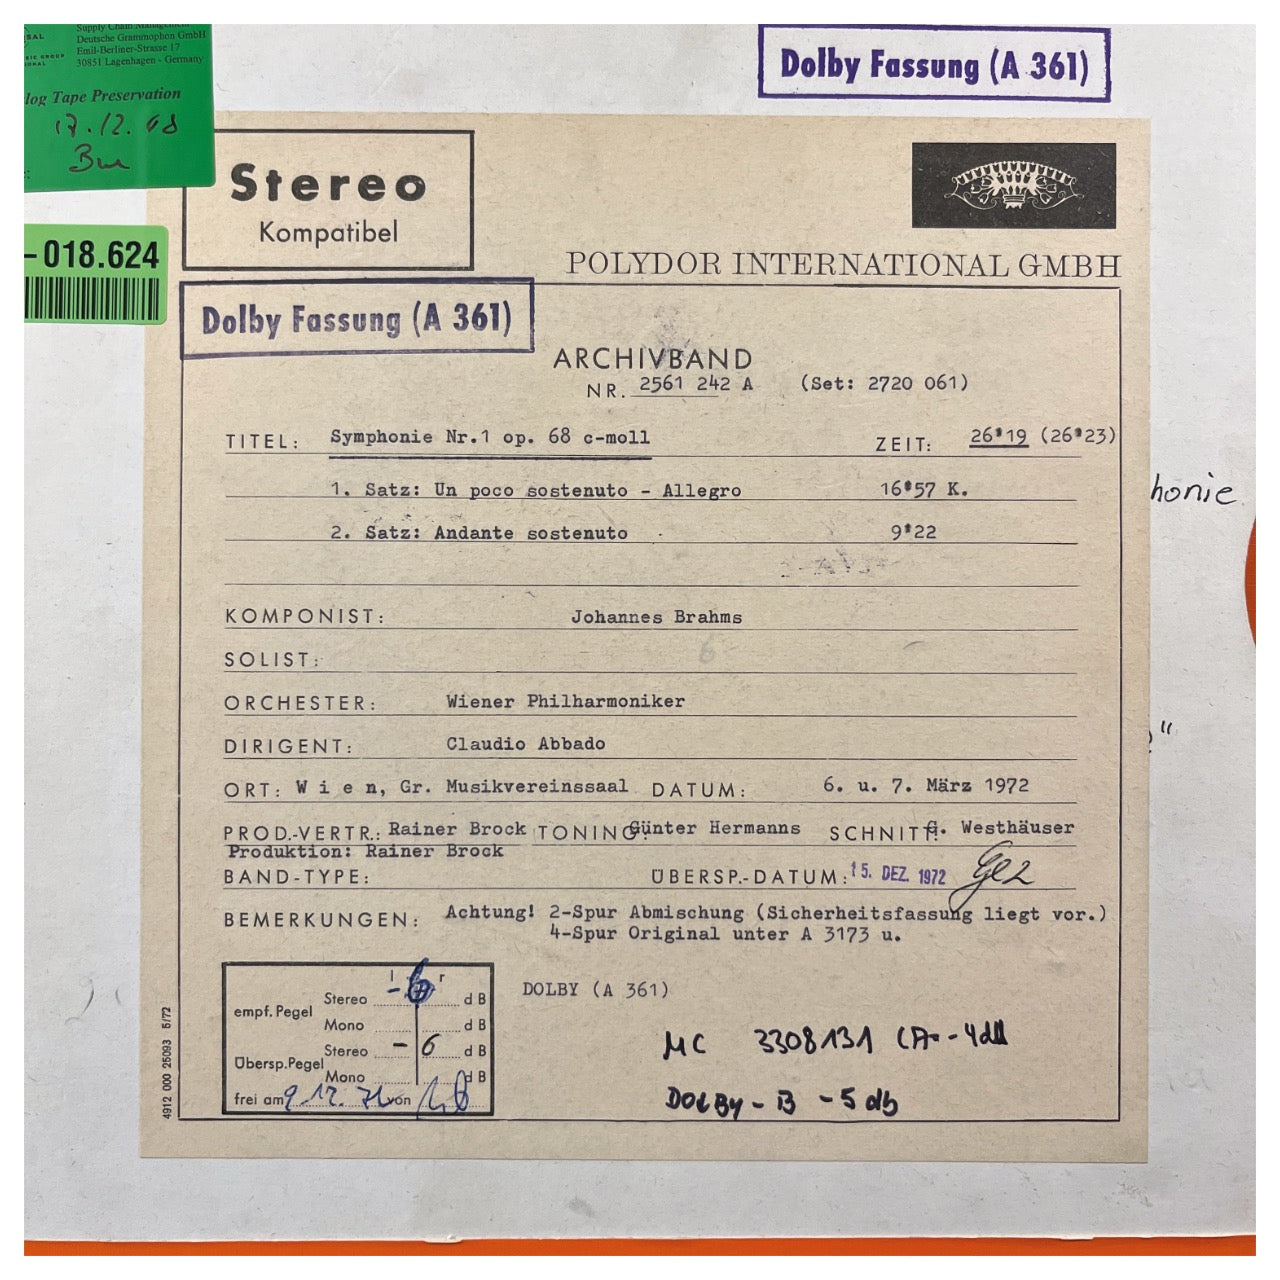 SAL
Supply Chain Management
Deutsche Grammophon GmbH
Emil-Berliner-Strasse 17
30851 Lagenhagen - Germany
log Tape Preservation
17.12.08
Dolby Fassung (A 361)
Stereo
Kompatibel
-018.624
POLYDOR INTERNATIONAL GMBH
Dolby Fassung (A 361)
ARCHIVBAND
NR. 2561 242 A (Set: 2720 061)
TITEL: Symphonie Nr.1 op. 68 c-moll ZEIT: 26'19 (26'23)
1. Satz: Un poco sostenuto - Allegro 16'57 K.
honie
2. Satz: Andante sostenuto 9'22
KOMPONIST: Johannes Brahms
SOLIST:
ORCHESTER: Wiener Philharmoniker
DIRIGENT: Claudio Abbado
ORT: W i e n, Gr. Musikvereinssaal DATUM: 6. u. 7. März 1972
PROD.-VERTR.: Rainer Brock TONING Günter Hermanns SCHNITT: G. Westhäuser
Produktion: Rainer Brock
BAND-TYPE: ÜBERSP.-DATUM: 15. DEZ. 1972
BEMERKUNGEN: Achtung! 2-Spur Abmischung (Sicherheitsfassung liegt vor.)
4-Spur Original unter A 3173 u.
l r
empf. Pegel Stereo -6 dB
Mono dB
DOLBY (A 361)
Übersp.Pegel Stereo -6 dB
Mono dB
frei am 9.12.72 von
MC 3308131 CA - 4dB
DOLBy - B - 5 db
4912 000 25093 5/72